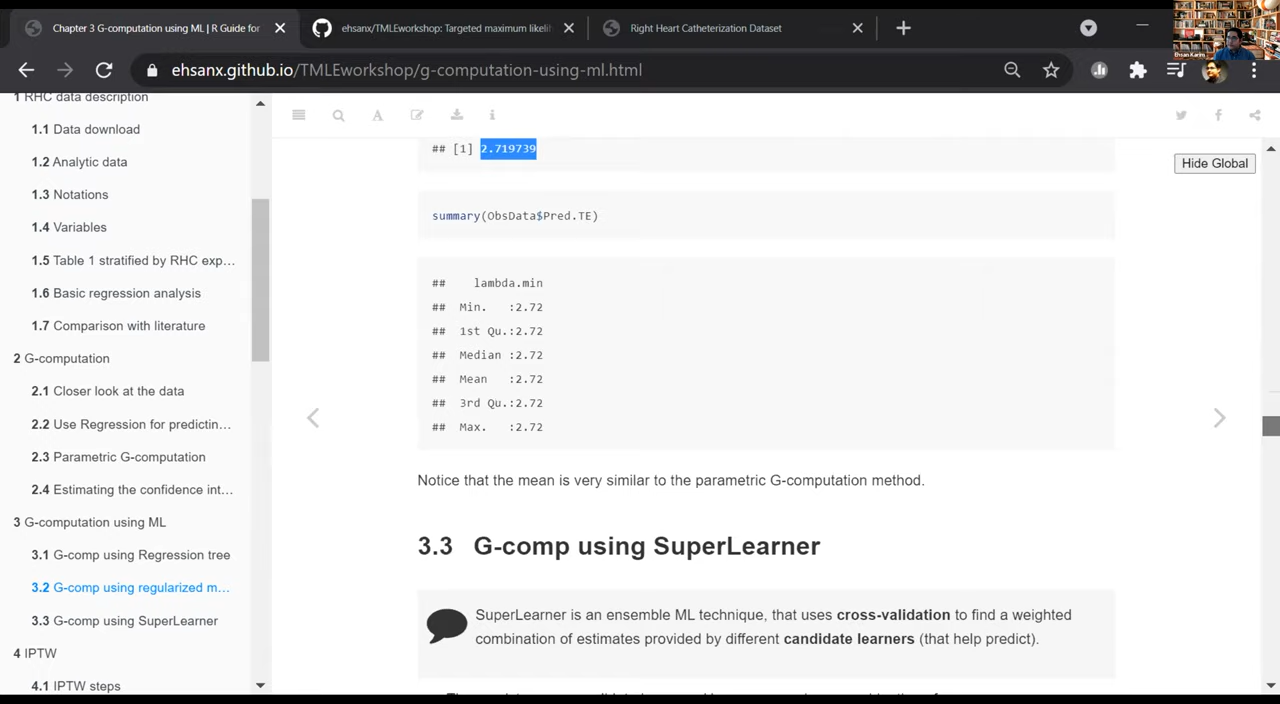 Chapter 3 G-computation using ML | R Guide for
ehsanx/TMLEworkshop: Targeted maximum likeli
Right Heart Catheterization Dataset
Ehsan Karim
ehsanx.github.io/TMLEworkshop/g-computation-using-ml.html
1 RHC data description
1.1 Data download
1.2 Analytic data
1.3 Notations
1.4 Variables
1.5 Table 1 stratified by RHC exp...
1.6 Basic regression analysis
1.7 Comparison with literature
2 G-computation
2.1 Closer look at the data
2.2 Use Regression for predictin...
2.3 Parametric G-computation
2.4 Estimating the confidence int...
3 G-computation using ML
3.1 G-comp using Regression tree
3.2 G-comp using regularized m...
3.3 G-comp using SuperLearner
4 IPTW
4.1 IPTW steps
Hide Global
## [1] 2.719739
summary(ObsData$Pred.TE)
## lambda.min
## Min. :2.72
## 1st Qu.:2.72
## Median :2.72
## Mean :2.72
## 3rd Qu.:2.72
## Max. :2.72
Notice that the mean is very similar to the parametric G-computation method.
3.3 G-comp using SuperLearner
SuperLearner is an ensemble ML technique, that uses cross-validation to find a weighted
combination of estimates provided by different candidate learners (that help predict).